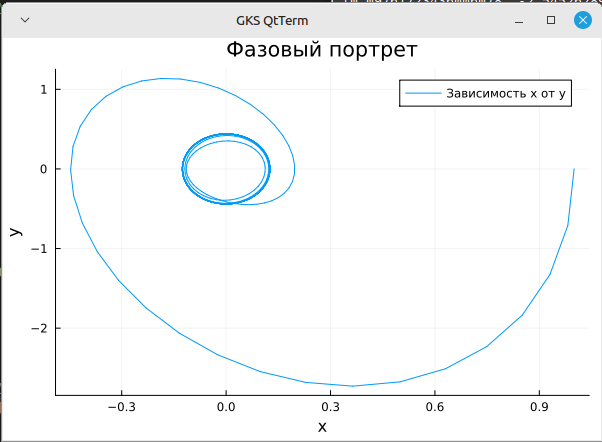 GKS QtTerm
Фазовый портрет
Зависимость x от y
1
0
−1
−2
y
−0.3 0.0 0.3 0.6 0.9
x